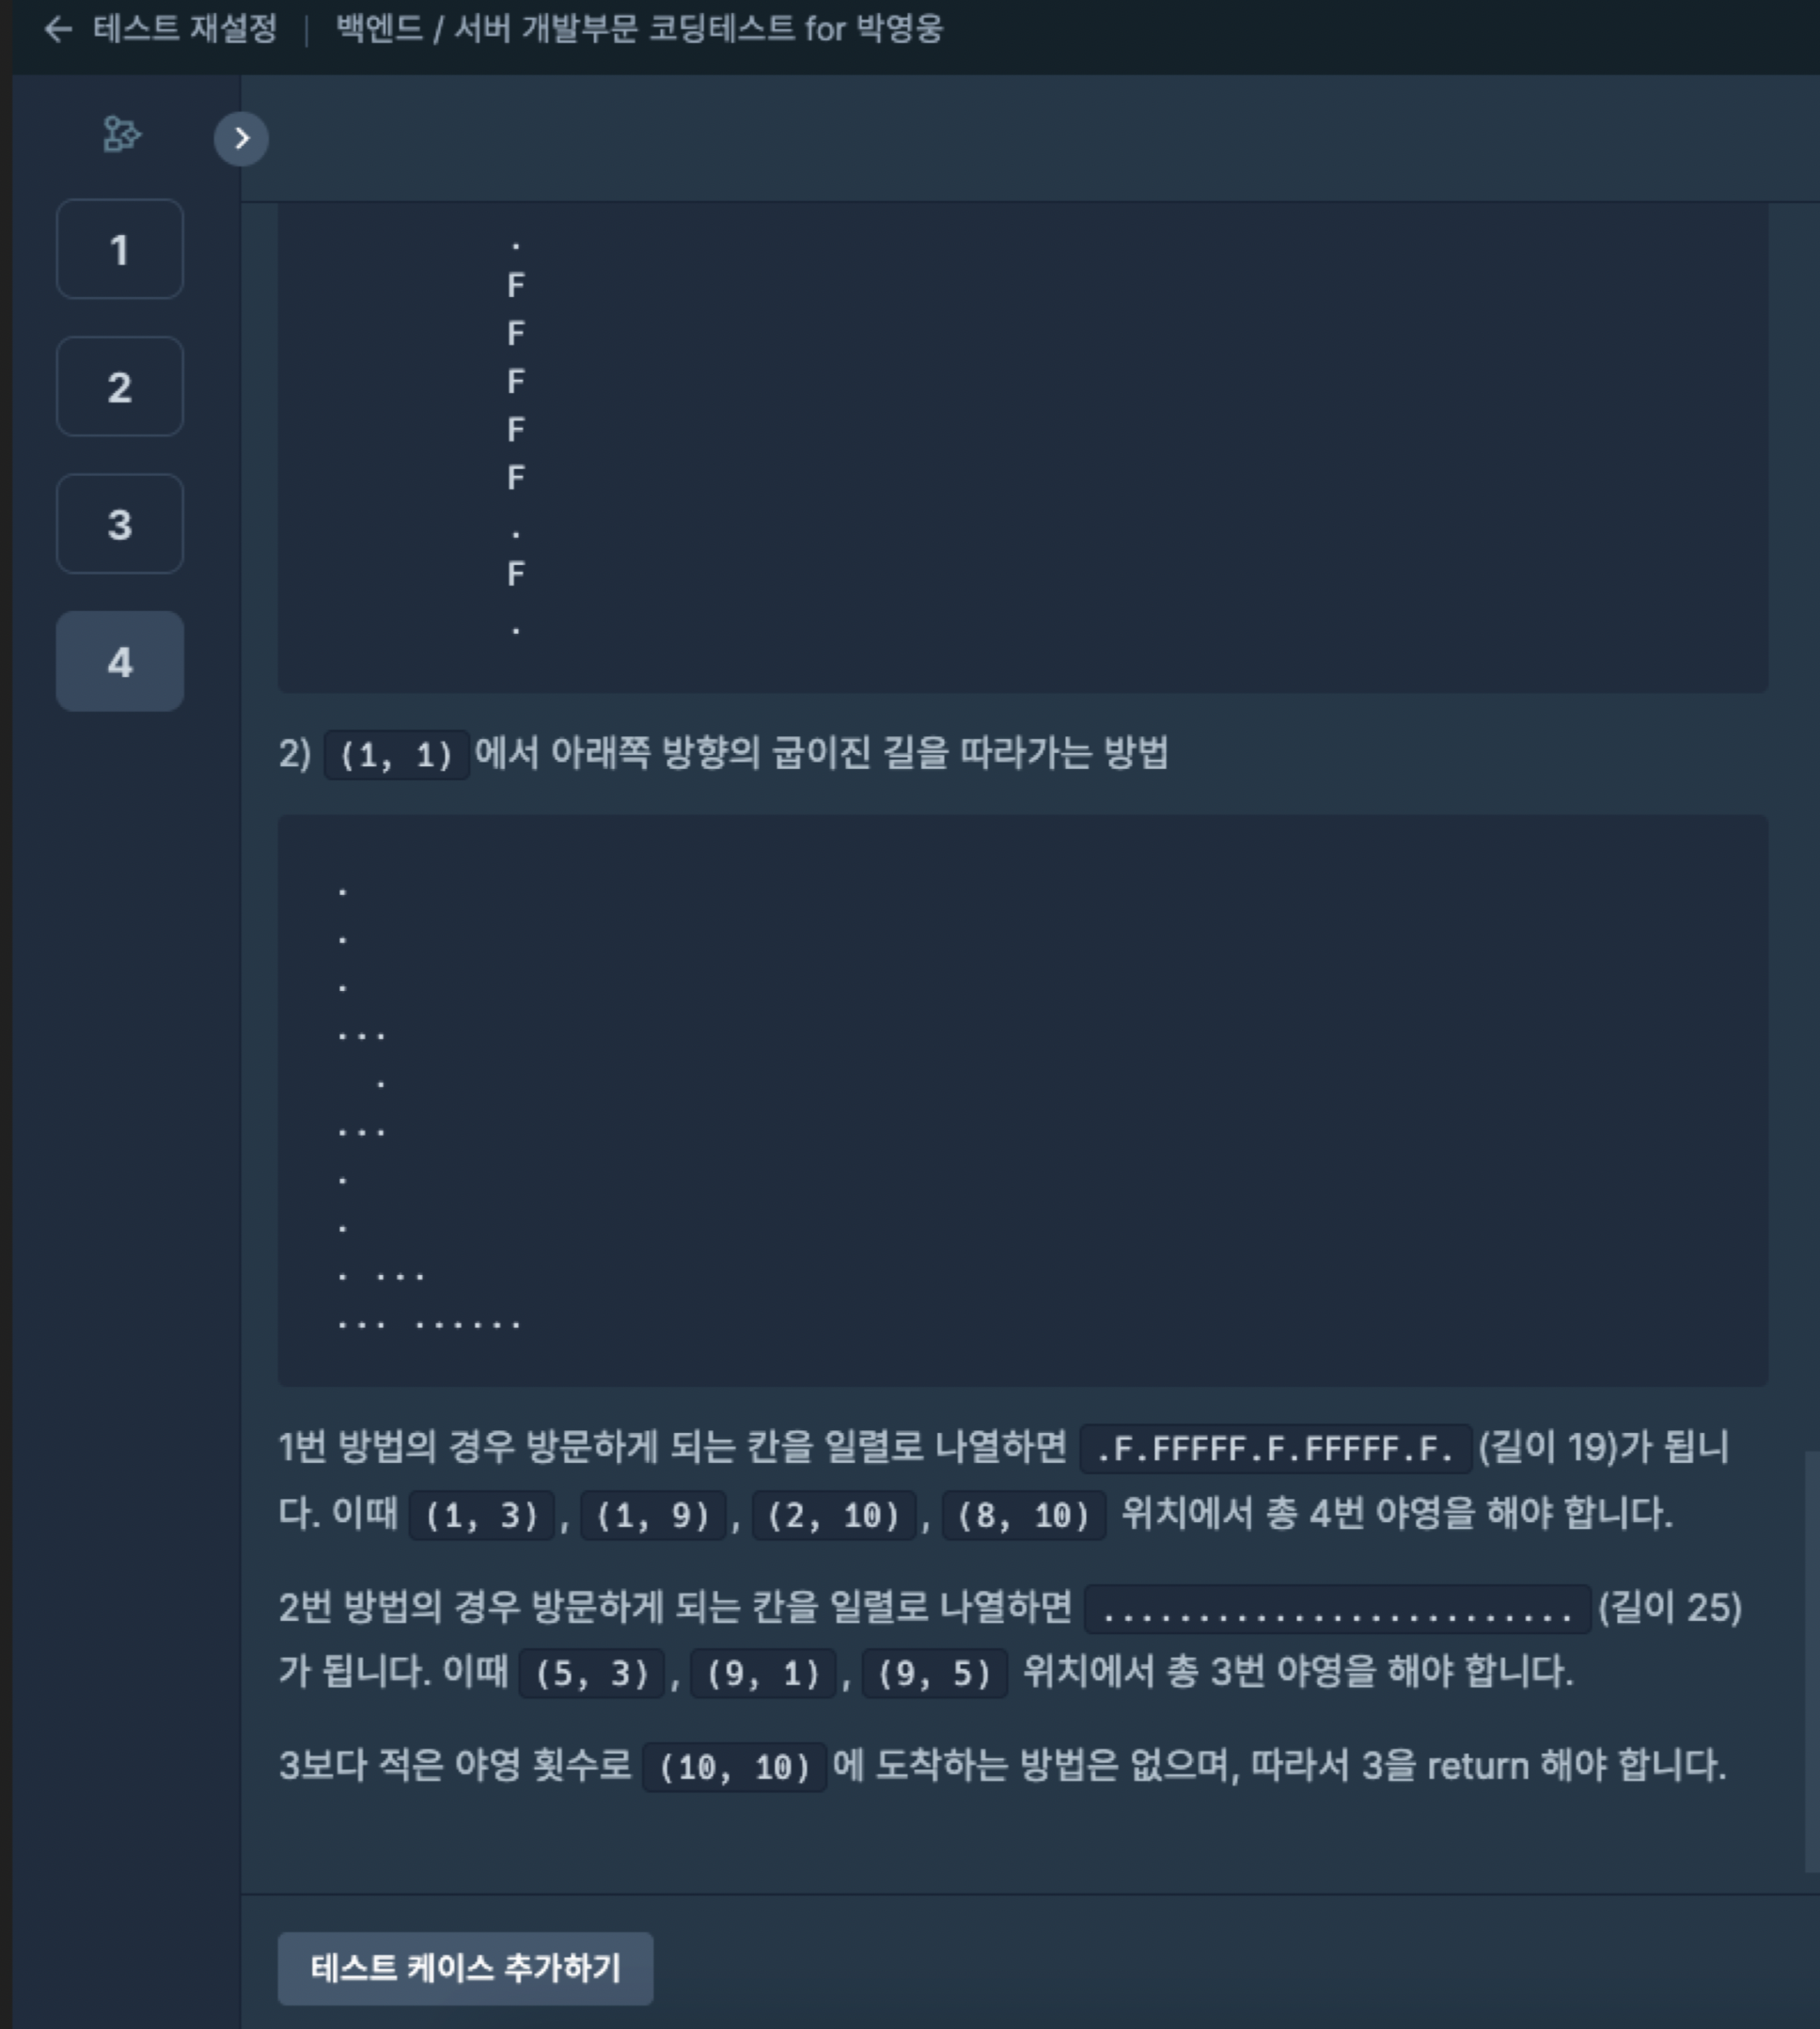 ← 테스트 재설정 | 백엔드 / 서버 개발부문 코딩테스트 for 박영웅
1
2
3
4
.
F
F
F
F
F
.
F
.
2) (1, 1) 에서 아래쪽 방향의 굽이진 길을 따라가는 방법
.
.
.
...
  .
...
.
.
. ...
... ......
1번 방법의 경우 방문하게 되는 칸을 일렬로 나열하면 .F.FFFFF.F.FFFFF.F. (길이 19)가 됩니
다. 이때 (1, 3), (1, 9), (2, 10), (8, 10) 위치에서 총 4번 야영을 해야 합니다.
2번 방법의 경우 방문하게 되는 칸을 일렬로 나열하면 ......................... (길이 25)
가 됩니다. 이때 (5, 3), (9, 1), (9, 5) 위치에서 총 3번 야영을 해야 합니다.
3보다 적은 야영 횟수로 (10, 10) 에 도착하는 방법은 없으며, 따라서 3을 return 해야 합니다.
테스트 케이스 추가하기